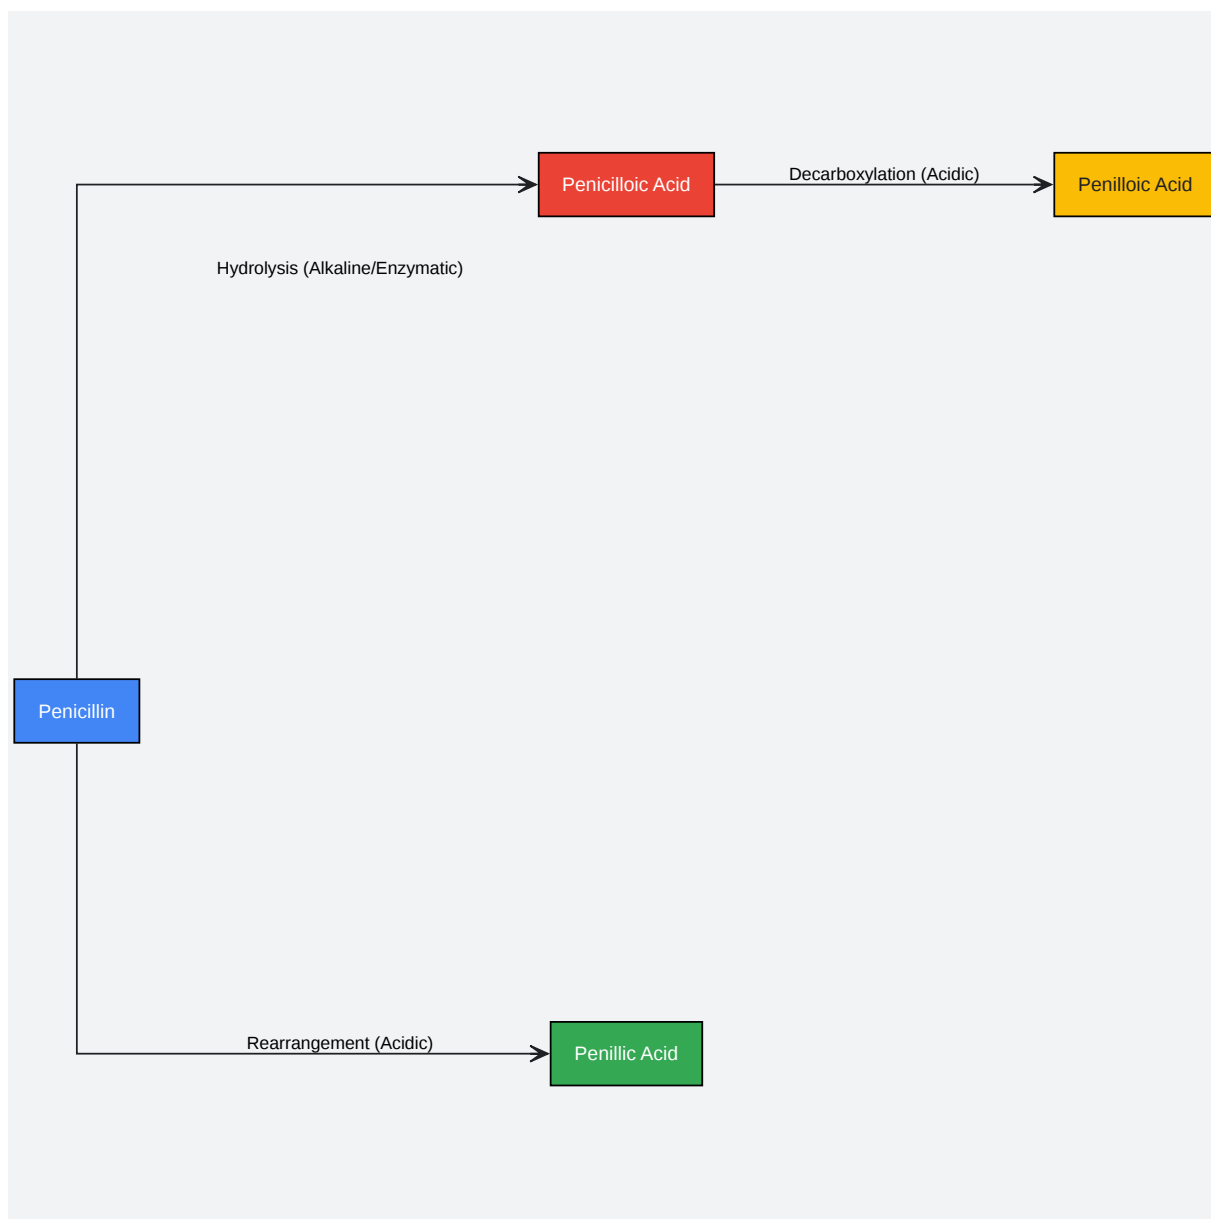 Penicilloic Acid
Decarboxylation (Acidic)
Penilloic Acid
Hydrolysis (Alkaline/Enzymatic)
Penicillin
Rearrangement (Acidic)
Penillic Acid